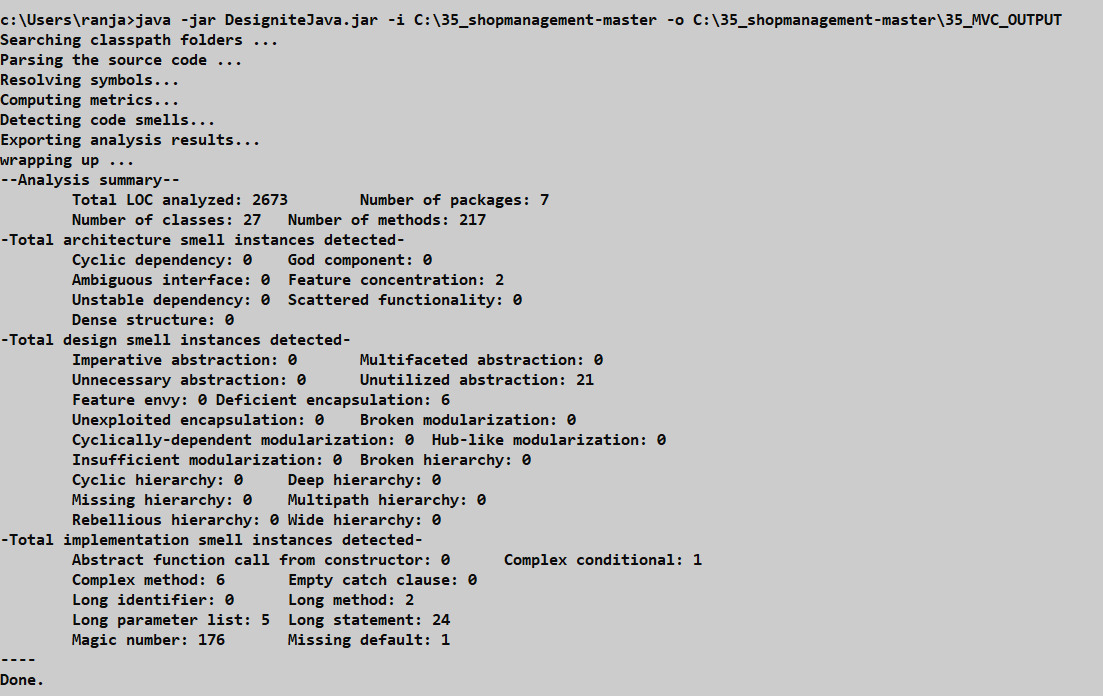 c:\Users\ranja>java -jar DesigniteJava.jar -i C:\35_shopmanagement-master -o C:\35_shopmanagement-master\35_MVC_OUTPUT
Searching classpath folders ...
Parsing the source code ...
Resolving symbols...
Computing metrics...
Detecting code smells...
Exporting analysis results...
wrapping up ...
--Analysis summary--
        Total LOC analyzed: 2673        Number of packages: 7
        Number of classes: 27   Number of methods: 217
-Total architecture smell instances detected-
        Cyclic dependency: 0    God component: 0
        Ambiguous interface: 0  Feature concentration: 2
        Unstable dependency: 0  Scattered functionality: 0
        Dense structure: 0
-Total design smell instances detected-
        Imperative abstraction: 0       Multifaceted abstraction: 0
        Unnecessary abstraction: 0      Unutilized abstraction: 21
        Feature envy: 0 Deficient encapsulation: 6
        Unexploited encapsulation: 0    Broken modularization: 0
        Cyclically-dependent modularization: 0  Hub-like modularization: 0
        Insufficient modularization: 0  Broken hierarchy: 0
        Cyclic hierarchy: 0     Deep hierarchy: 0
        Missing hierarchy: 0    Multipath hierarchy: 0
        Rebellious hierarchy: 0 Wide hierarchy: 0
-Total implementation smell instances detected-
        Abstract function call from constructor: 0      Complex conditional: 1
        Complex method: 6       Empty catch clause: 0
        Long identifier: 0      Long method: 2
        Long parameter list: 5  Long statement: 24
        Magic number: 176       Missing default: 1
----
Done.